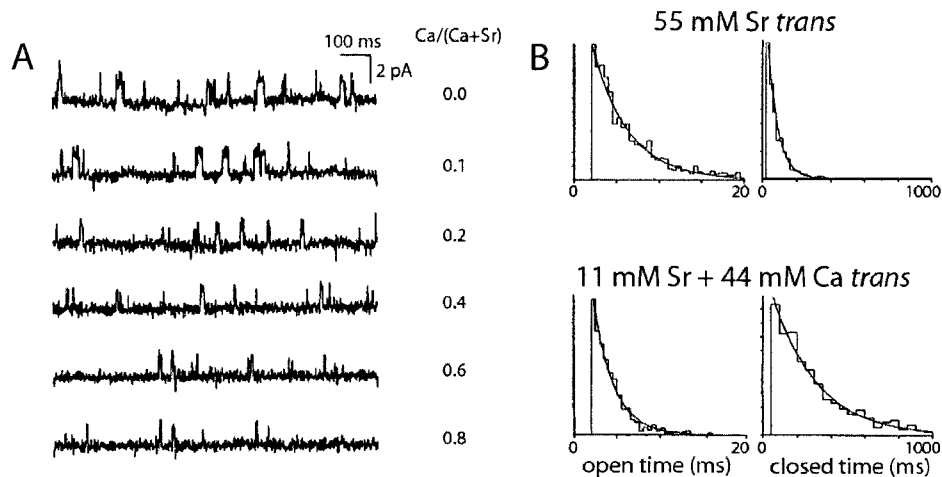 A
100 ms
2 pA
Ca/(Ca+Sr)
0.0
0.1
0.2
0.4
0.6
0.8
B
55 mM Sr trans
0
20
0
1000
11 mM Sr + 44 mM Ca trans
0
20
0
1000
open time (ms)
closed time (ms)